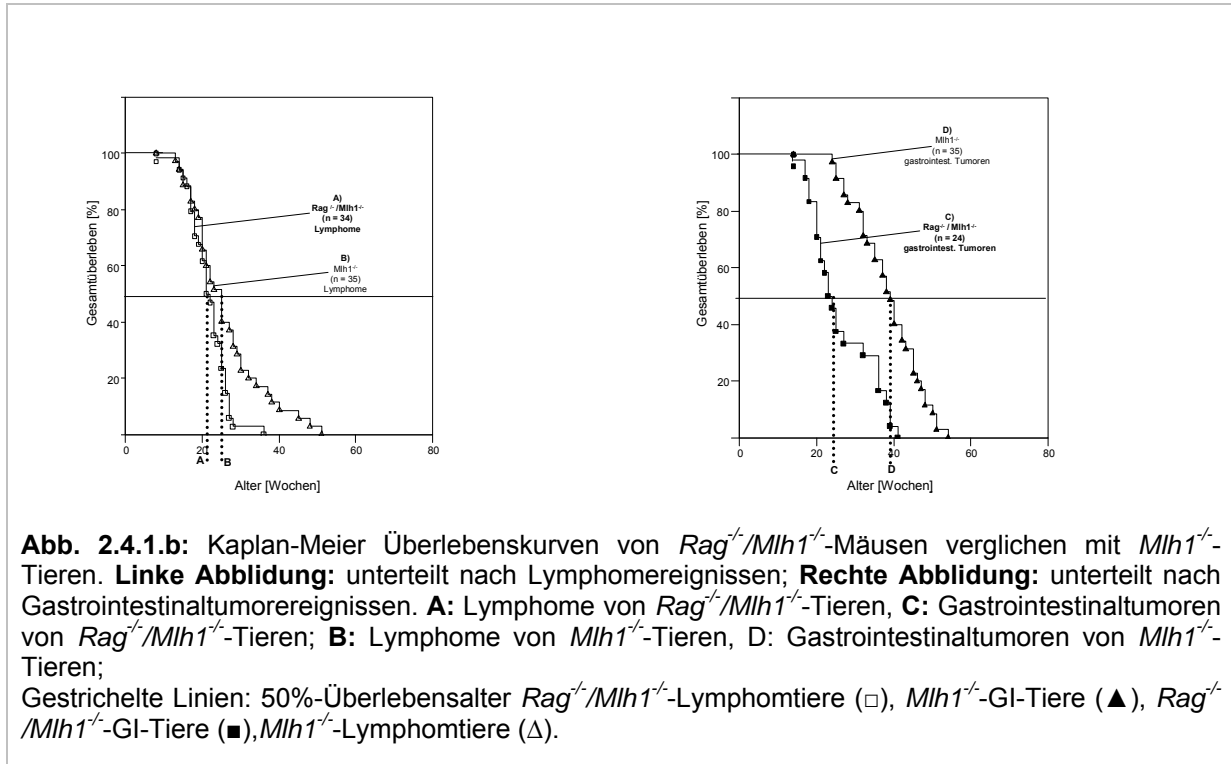 100
80
60
40
20
Gesamtüberleben [%]
A)
Rag-/- /Mlh1-/-
(n = 34)
Lymphome
B)
Mlh1-/-
(n = 35)
Lymphome
0
20
40
60
80
A
B
Alter [Wochen]
100
80
60
40
20
Gesamtüberleben [%]
D)
Mlh1-/-
(n = 35)
gastrointest. Tumoren
C)
Rag-/- / Mlh1-/-
(n = 24)
gastrointest. Tumoren
0
20
40
60
80
C
D
Alter [Wochen]
Abb. 2.4.1.b: Kaplan-Meier Überlebenskurven von Rag-/-/Mlh1-/--Mäusen verglichen mit Mlh1-/--
Tieren. Linke Abblidung: unterteilt nach Lymphomereignissen; Rechte Abblidung: unterteilt nach
Gastrointestinaltumorereignissen. A: Lymphome von Rag-/-/Mlh1-/--Tieren, C: Gastrointestinaltumoren
von Rag-/-/Mlh1-/--Tieren; B: Lymphome von Mlh1-/--Tieren, D: Gastrointestinaltumoren von Mlh1-/--
Tieren;
Gestrichelte Linien: 50%-Überlebensalter Rag-/-/Mlh1-/--Lymphomtiere (□), Mlh1-/--GI-Tiere (▲), Rag-/-
/Mlh1-/--GI-Tiere (■),Mlh1-/--Lymphomtiere (Δ).